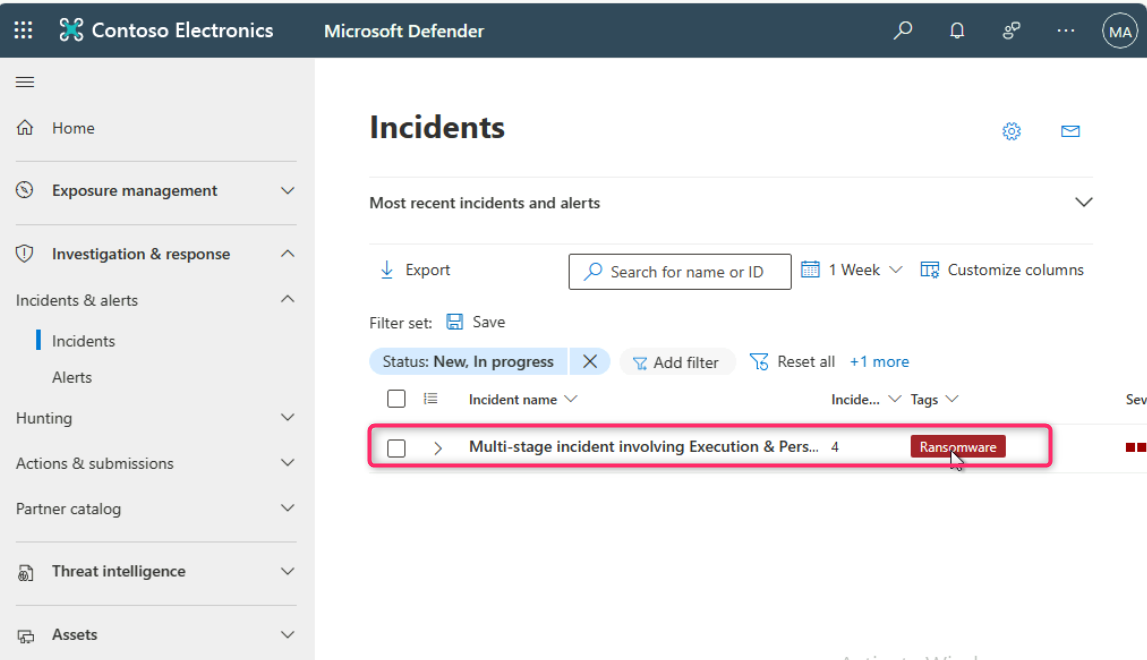 Contoso Electronics Microsoft Defender MA
Home
Incidents
Exposure management
Most recent incidents and alerts
Investigation & response
Export Search for name or ID 1 Week Customize columns
Incidents & alerts
Filter set: Save
Incidents
Status: New, In progress Add filter Reset all +1 more
Alerts
Incident name Incide... Tags Sev
Hunting
Multi-stage incident involving Execution & Pers... 4 Ransomware
Actions & submissions
Partner catalog
Threat intelligence
Assets